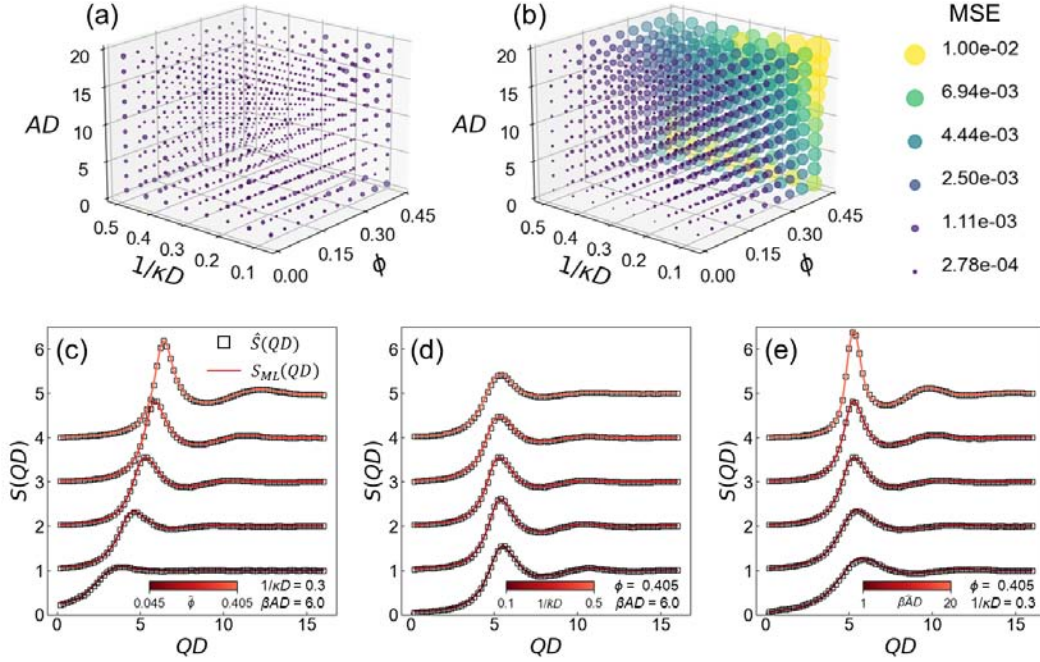 (a)
(b)
MSE
AD
20
15
10
5
0
0.5
0.4
0.3
0.2
0.1
1/κD
0.00
0.15
0.30
0.45
ϕ
AD
20
15
10
5
0
0.5
0.4
0.3
0.2
0.1
1/κD
0.00
0.15
0.30
0.45
ϕ
1.00e-02
6.94e-03
4.44e-03
2.50e-03
1.11e-03
2.78e-04
(c)
Ŝ(QD)
S_ML(QD)
S(QD)
6
5
4
3
2
1
0
1/κD = 0.3
βAD = 6.0
0.045 ϕ 0.405
0 5 10 15
QD
(d)
S(QD)
6
5
4
3
2
1
0
ϕ = 0.405
βAD = 6.0
0.1 1/kD 0.5
0 5 10 15
QD
(e)
S(QD)
6
5
4
3
2
1
0
ϕ = 0.405
1/κD = 0.3
1 βAD 20
0 5 10 15
QD